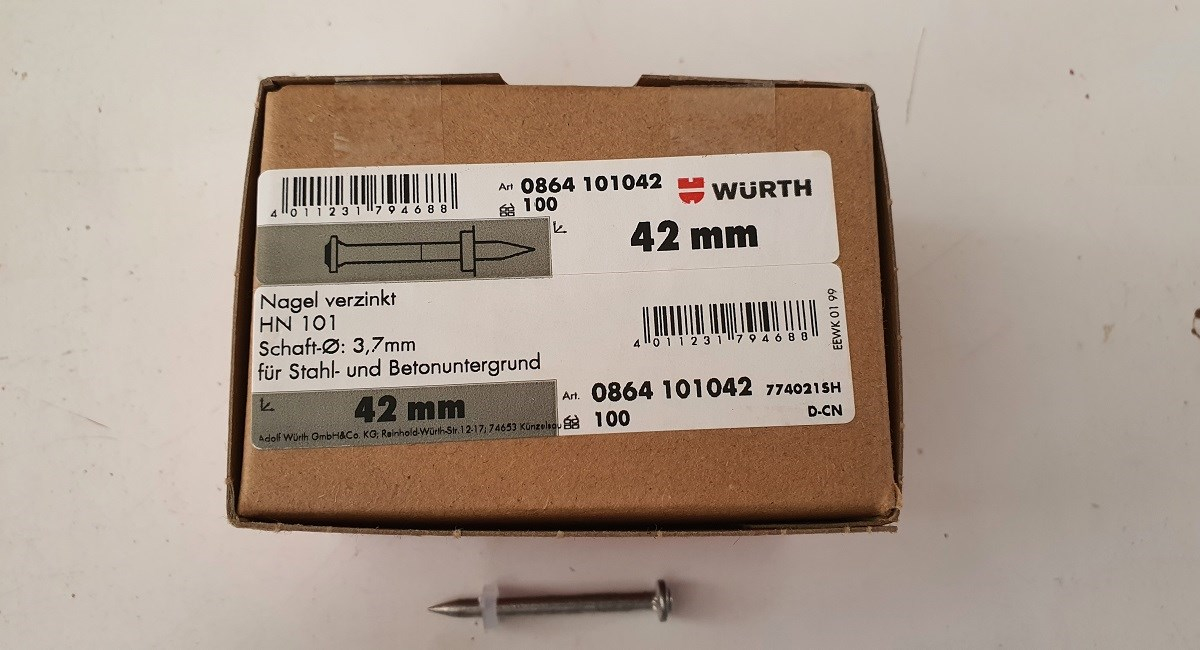 4 011231 794688
Art 0864 101042
100
WÜRTH
42 mm
Nagel verzinkt
HN 101
Schaft-Ø: 3,7mm
für Stahl- und Betonuntergrund
42 mm
Adolf Würth GmbH&Co. KG; Reinhold-Würth-Str.12-17; 74653 Künzelsau
4 011231 794688
EEWK 01 99
Art. 0864 101042 774021SH
100 D-CN